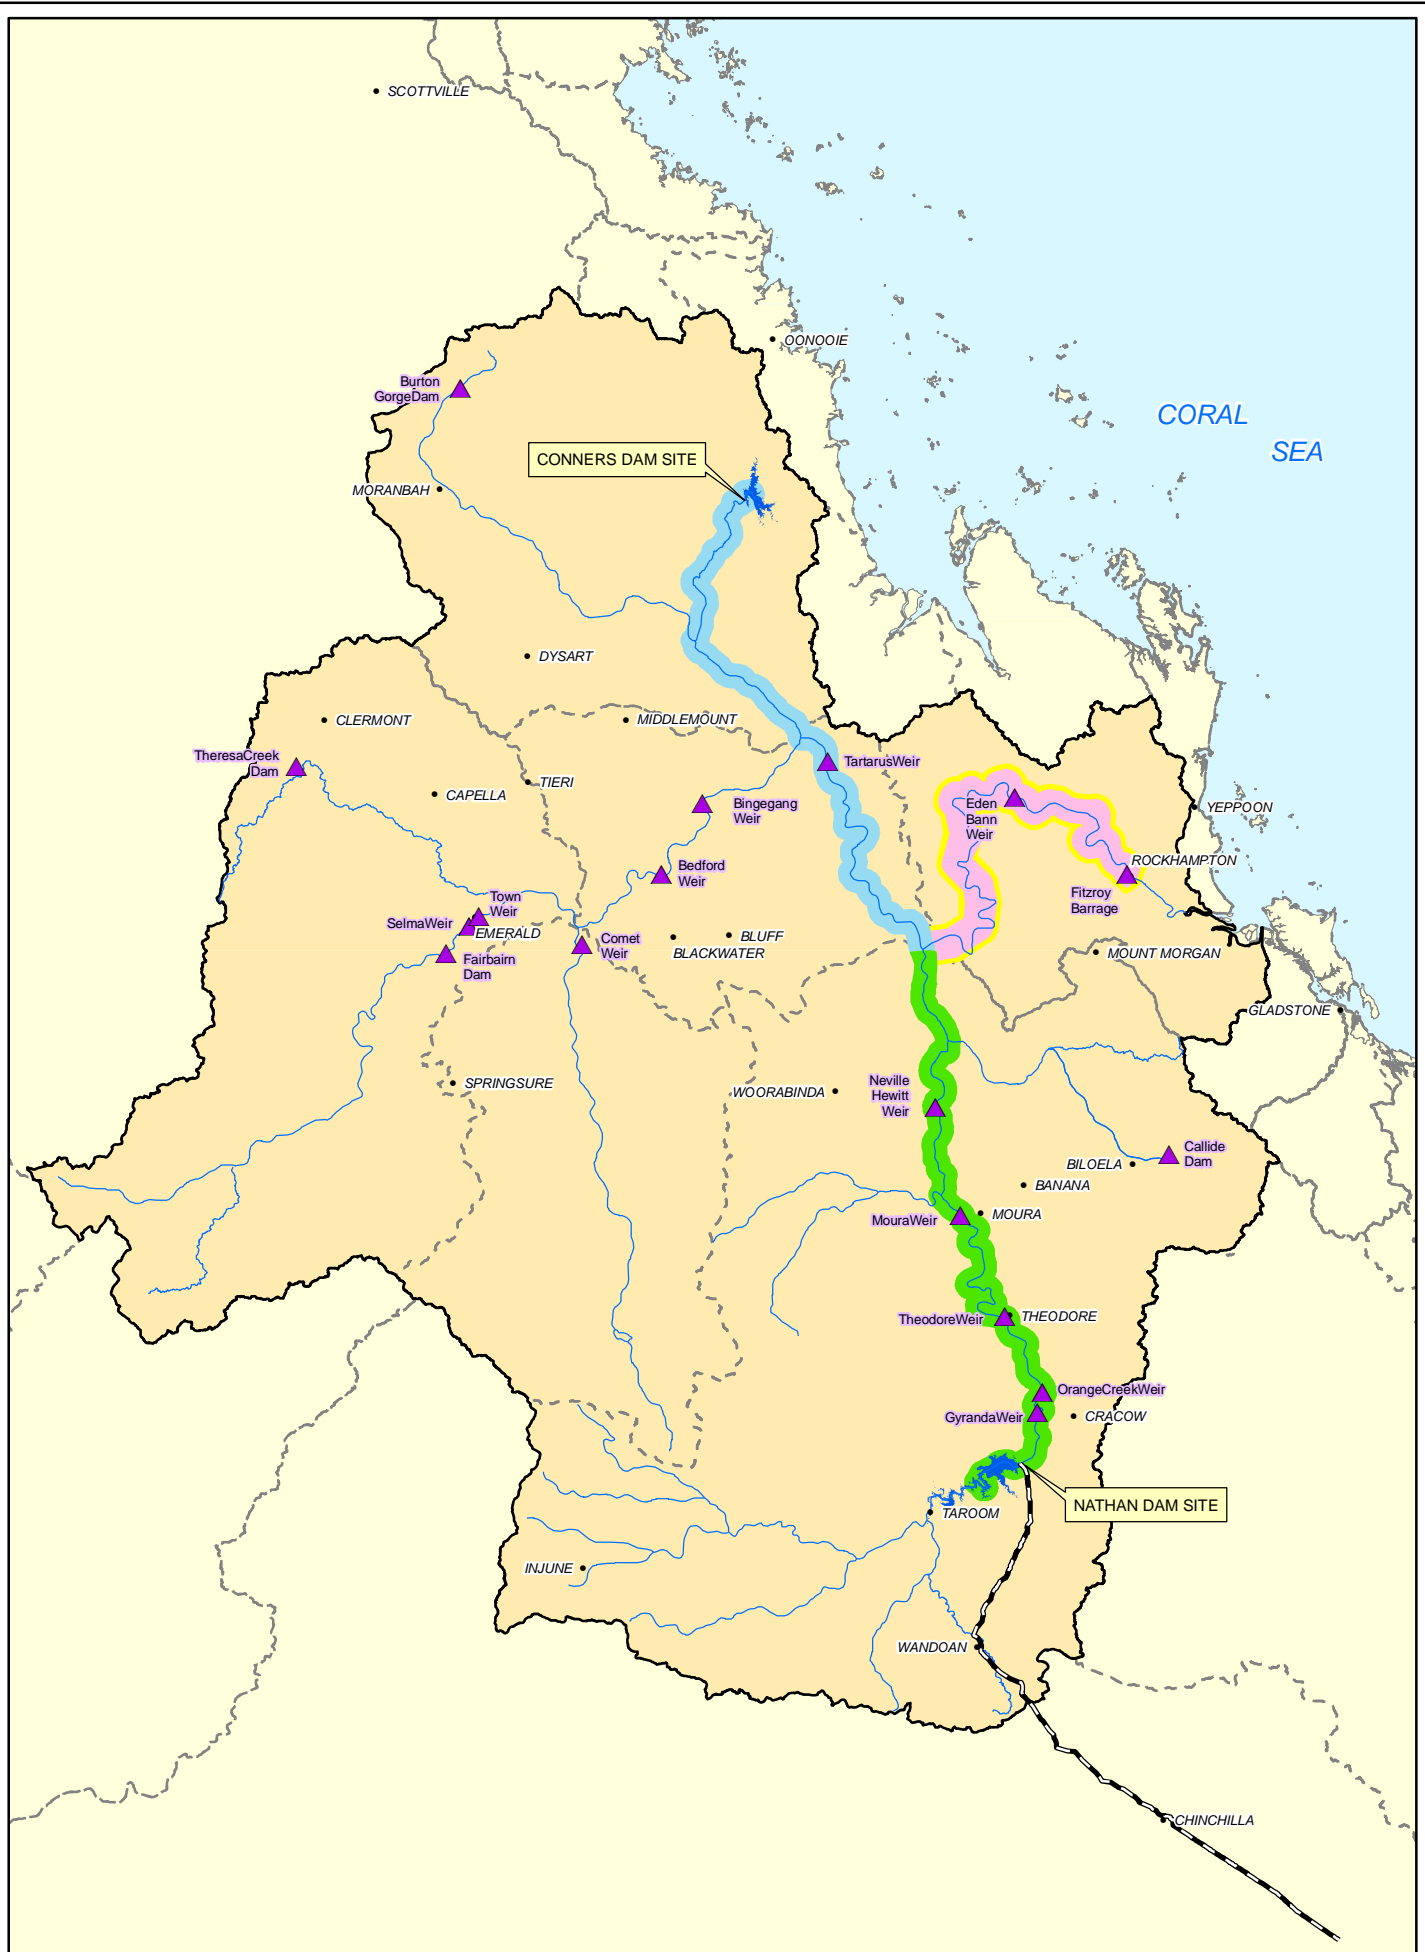 SCOTTVILLE
OONOOIE
Burton
GorgeDam
CORAL
SEA
CONNERS DAM SITE
MORANBAH
DYSART
CLERMONT
MIDDLEMOUNT
TheresaCreek
Dam
TartarusWeir
TIERI
CAPELLA
Bingegang
Weir
Eden
Bann
Weir
YEPPOON
ROCKHAMPTON
Bedford
Weir
Fitzroy
Barrage
Town
Weir
SelmaWeir
EMERALD
Comet
Weir
BLUFF
BLACKWATER
Fairbairn
Dam
MOUNT MORGAN
GLADSTONE
SPRINGSURE
WOORABINDA
Neville
Hewitt
Weir
Callide
Dam
BILOELA
BANANA
MouraWeir
MOURA
TheodoreWeir
THEODORE
OrangeCreekWeir
GyrandaWeir
CRACOW
NATHAN DAM SITE
TAROOM
INJUNE
WANDOAN
CHINCHILLA